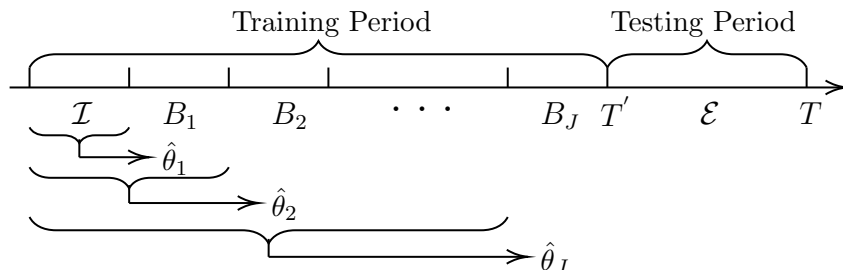 Training Period Testing Period
𝓘 B₁ B₂ · · · B_J T′ 𝓔 T
θ̂₁
θ̂₂
θ̂_J